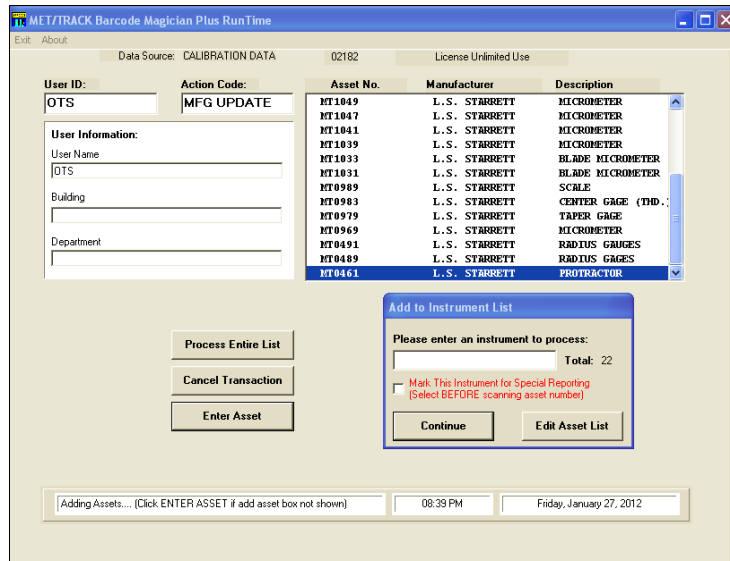 MET/TRACK Barcode Magician Plus RunTime
Exit About
Data Source: CALIBRATION DATA 02182 License Unlimited Use
User ID: Action Code: Asset No. Manufacturer Description
OTS MFG UPDATE
MT1049 L.S. STARRETT MICROMETER
MT1047 L.S. STARRETT MICROMETER
MT1041 L.S. STARRETT MICROMETER
MT1039 L.S. STARRETT MICROMETER
MT1033 L.S. STARRETT BLADE MICROMETER
MT1031 L.S. STARRETT BLADE MICROMETER
MT0989 L.S. STARRETT SCALE
MT0983 L.S. STARRETT CENTER GAGE (THD.)
MT0979 L.S. STARRETT TAPER GAGE
MT0969 L.S. STARRETT MICROMETER
MT0491 L.S. STARRETT RADIUS GAUGES
MT0489 L.S. STARRETT RADIUS GAGES
MT0461 L.S. STARRETT PROTRACTOR
User Information:
User Name
OTS
Building
Department
Process Entire List
Cancel Transaction
Enter Asset
Add to Instrument List
Please enter an instrument to process:
Total: 22
Mark This Instrument for Special Reporting
(Select BEFORE scanning asset number)
Continue Edit Asset List
Adding Assets.... (Click ENTER ASSET if add asset box not shown) 08:39 PM Friday, January 27, 2012